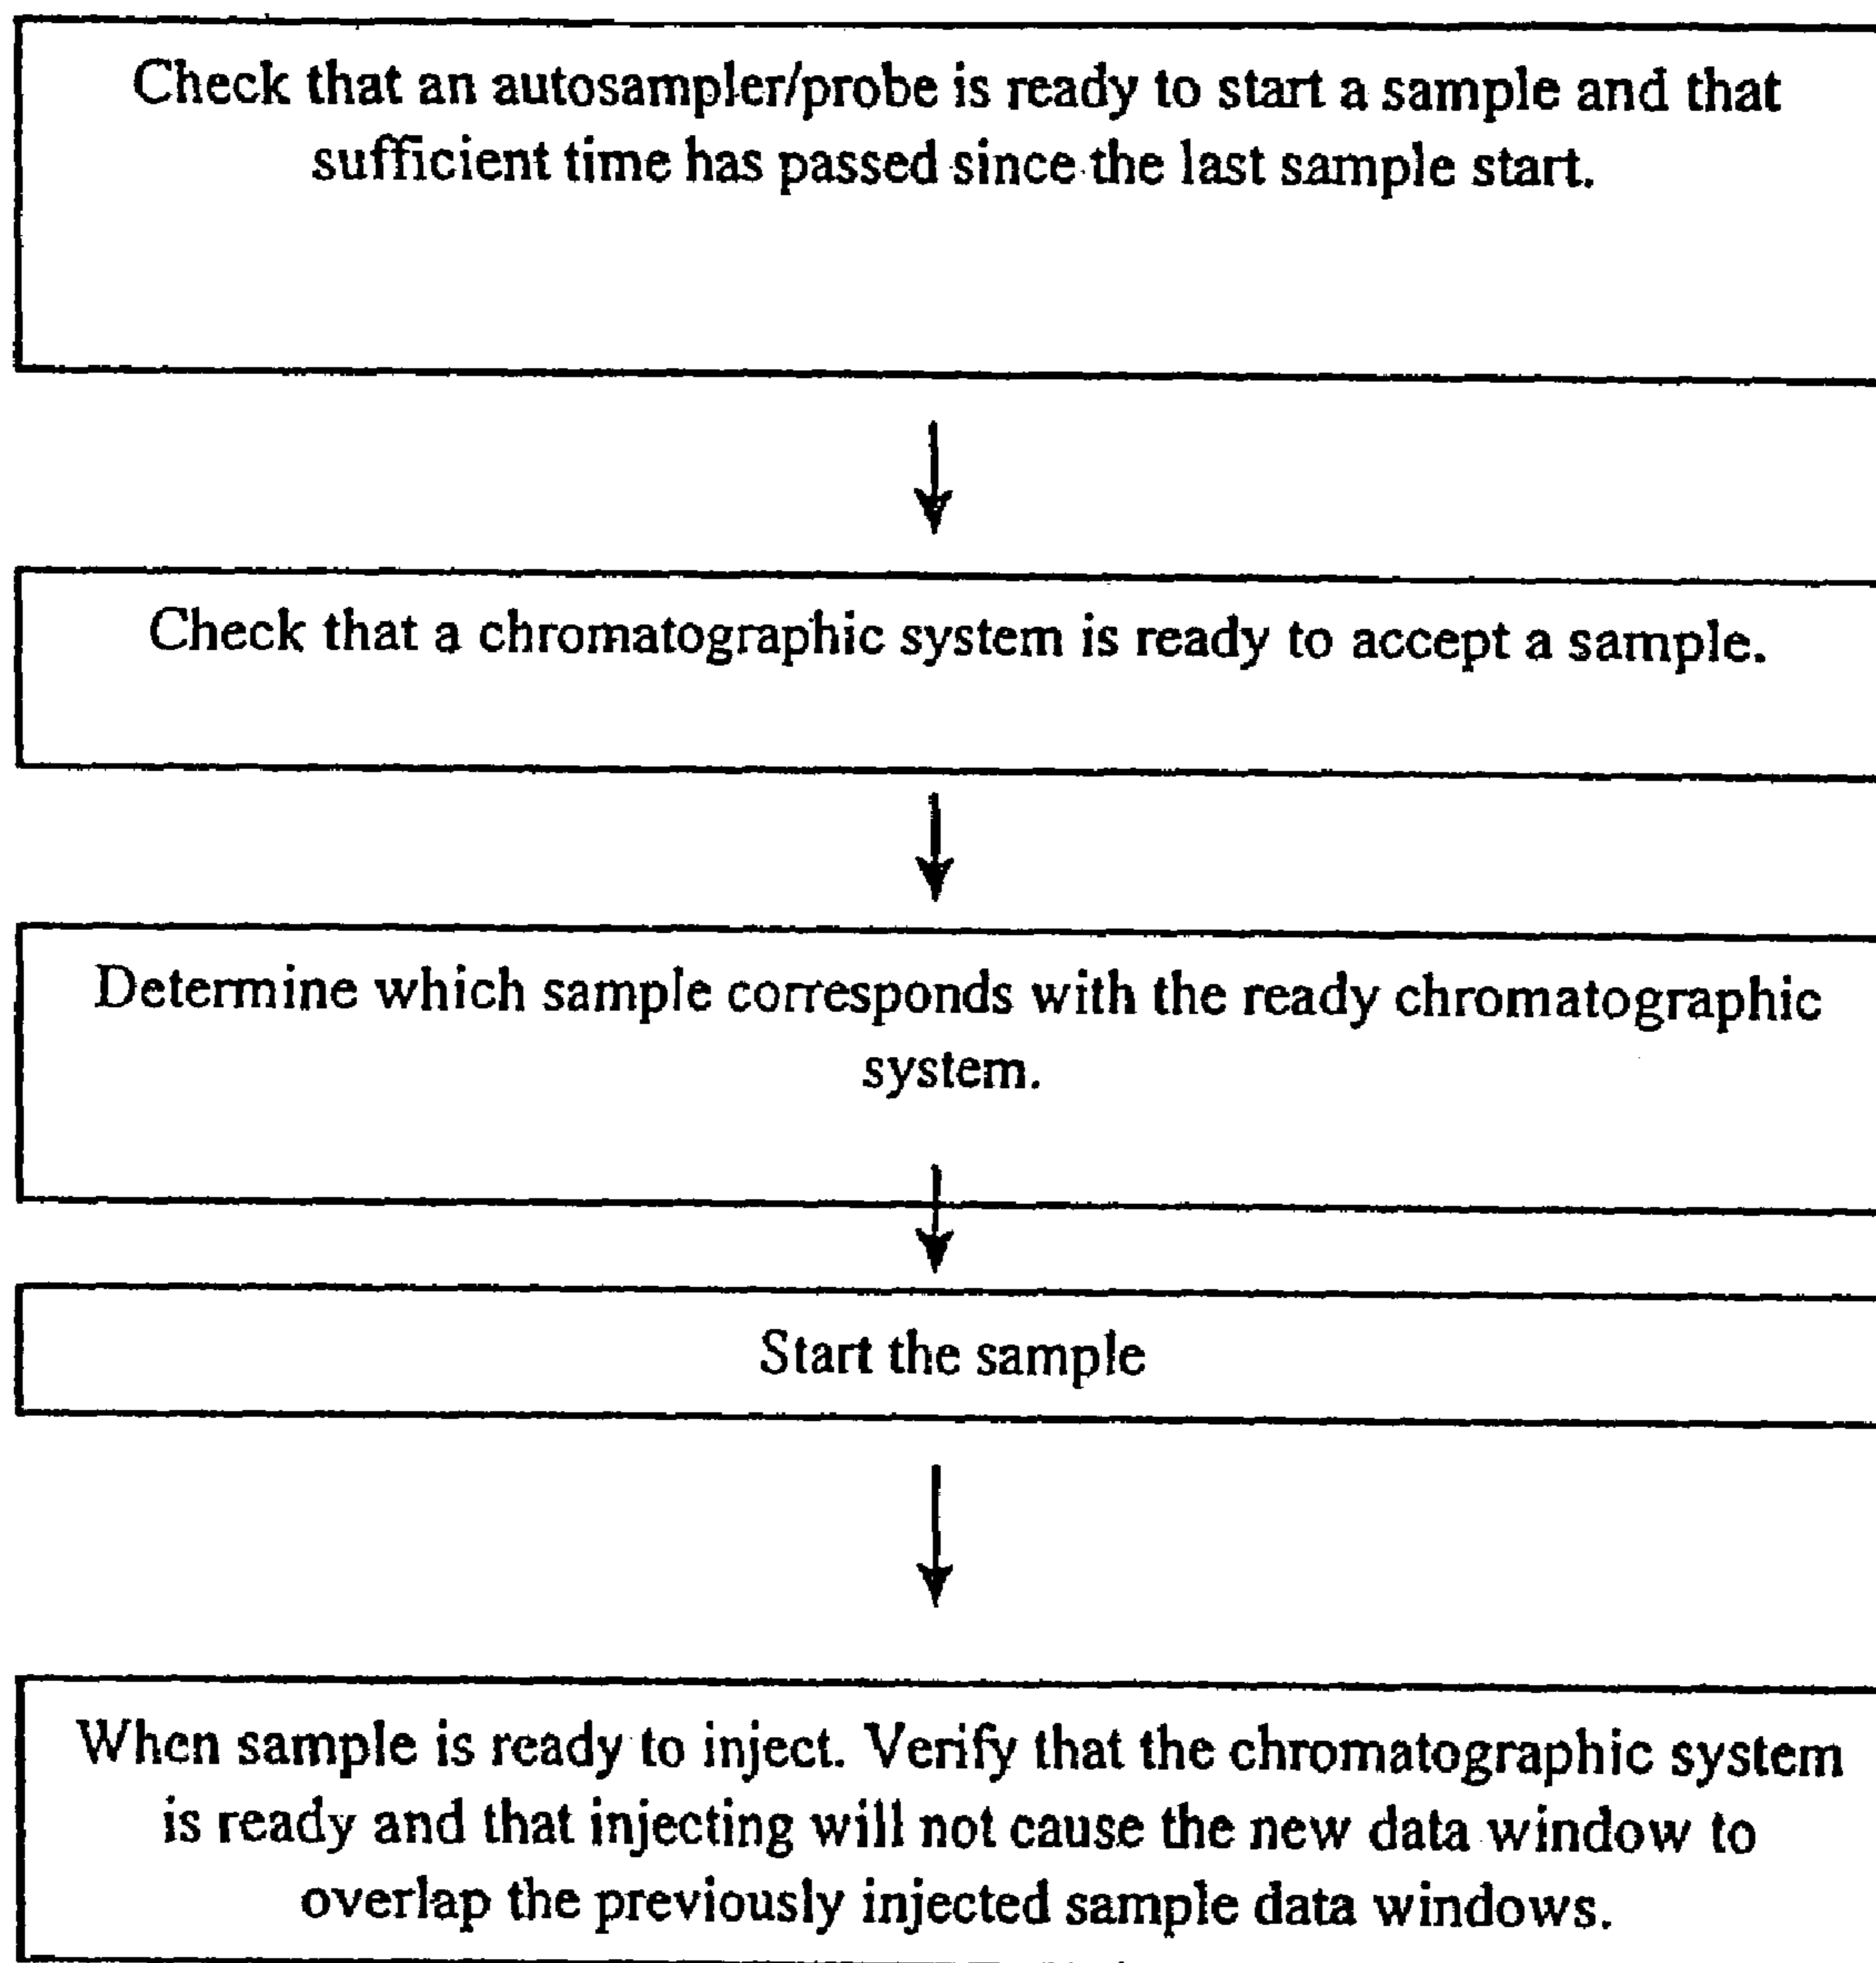 Check that an autosampler/probe is ready to start a sample and that
sufficient time has passed since the last sample start.
Check that a chromatographic system is ready to accept a sample.
Determine which sample corresponds with the ready chromatographic
system.
Start the sample
When sample is ready to inject. Verify that the chromatographic system
is ready and that injecting will not cause the new data window to
overlap the previously injected sample data windows.